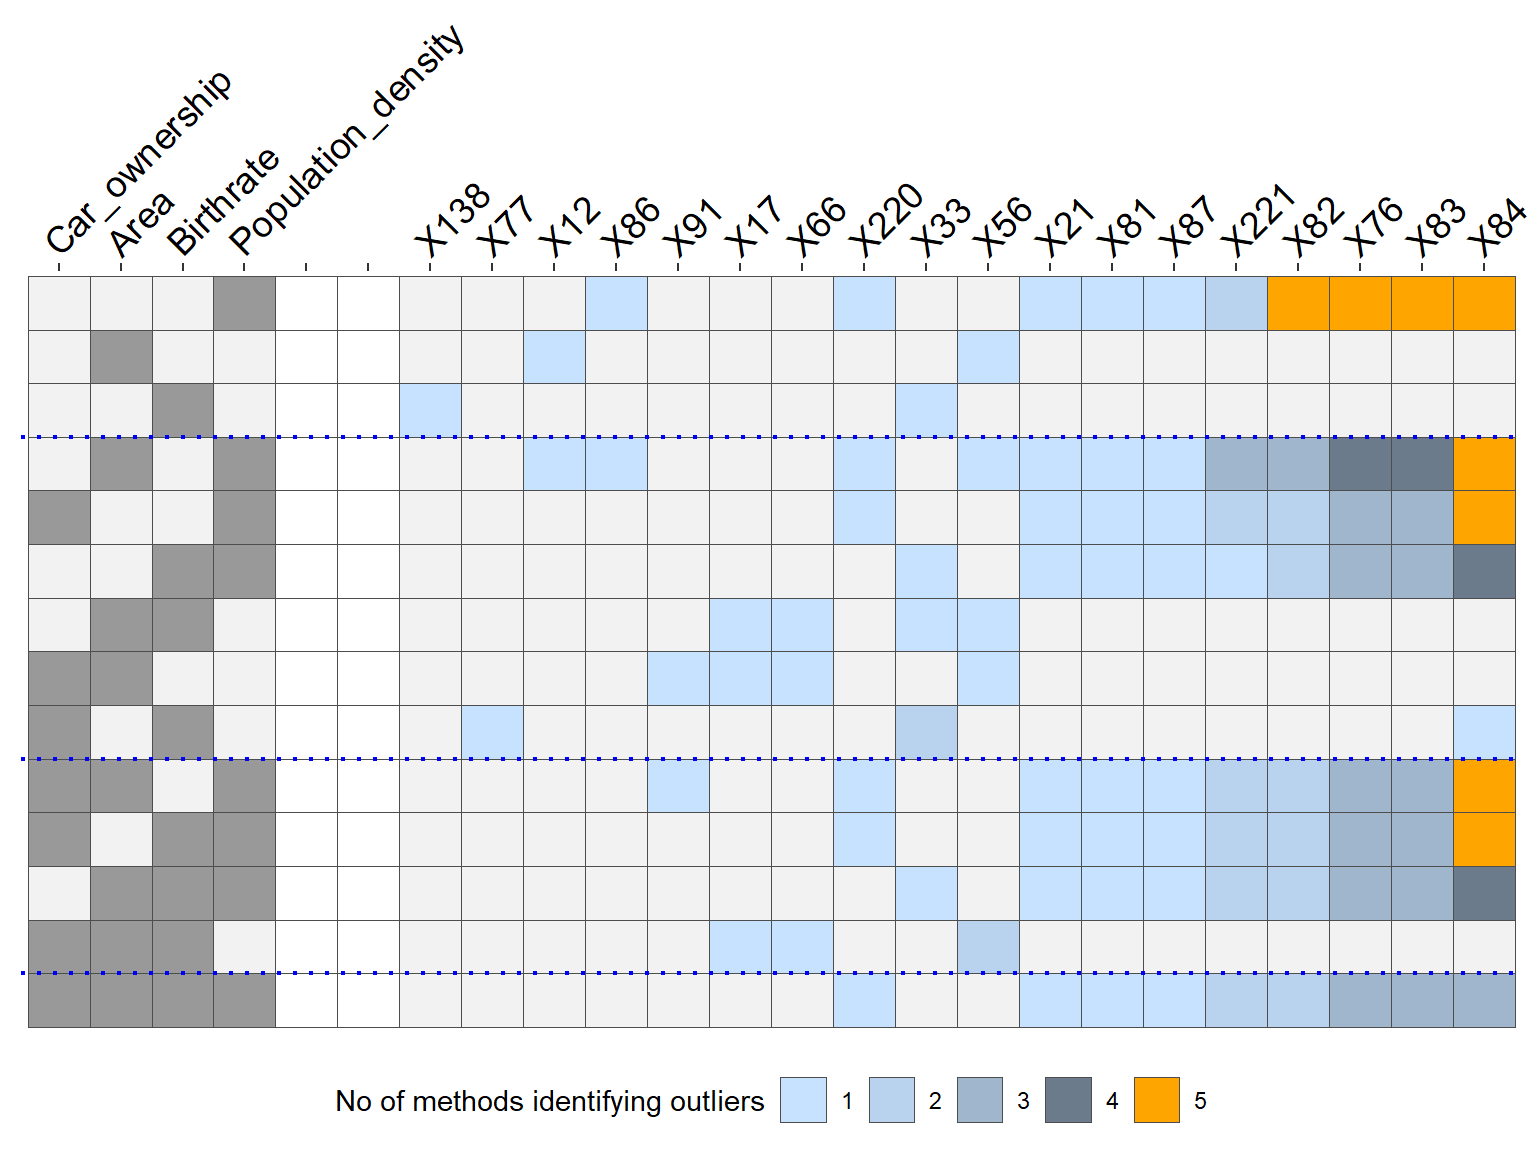 Car_ownership
Area
Birthrate
Population_density
X138
X77
X12
X86
X91
X17
X66
X220
X33
X56
X21
X81
X87
X221
X82
X76
X83
X84
No of methods identifying outliers 1 2 3 4 5